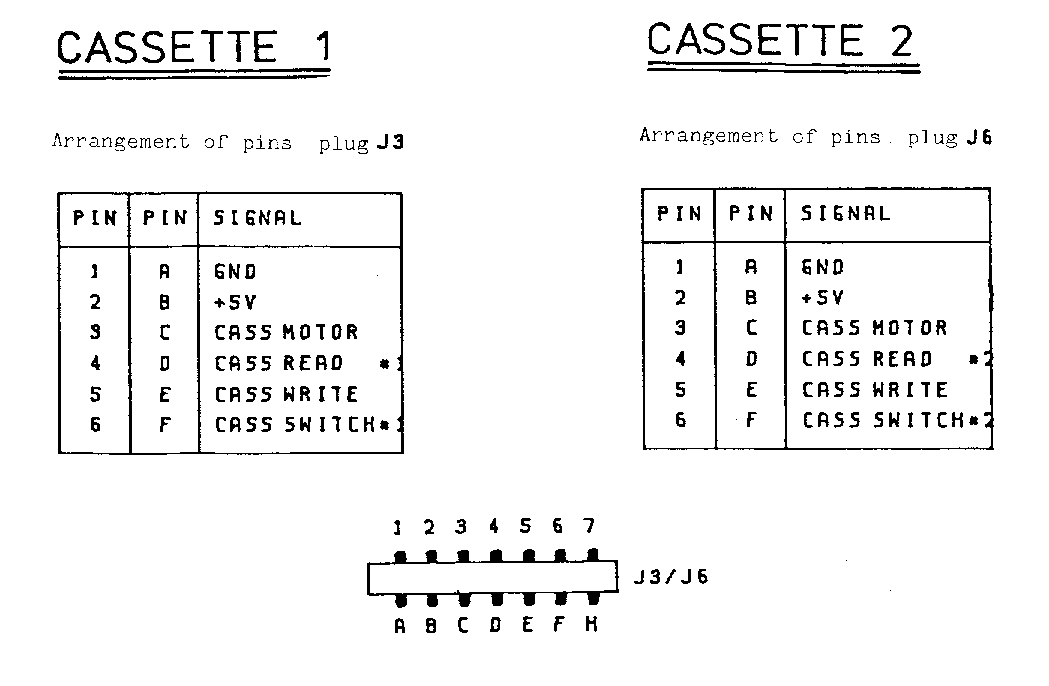 CASSETTE 1
Arrangement of pins plug J3
PIN PIN SIGNAL
1 A GND
2 B +5V
3 C CASS MOTOR
4 D CASS READ *1
5 E CASS WRITE
6 F CASS SWITCH*1
CASSETTE 2
Arrangement of pins. plug J6
PIN PIN SIGNAL
1 A GND
2 B +5V
3 C CASS MOTOR
4 D CASS READ *2
5 E CASS WRITE
6 F CASS SWITCH*2
1 2 3 4 5 6 7
J3/J6
A B C D E F H